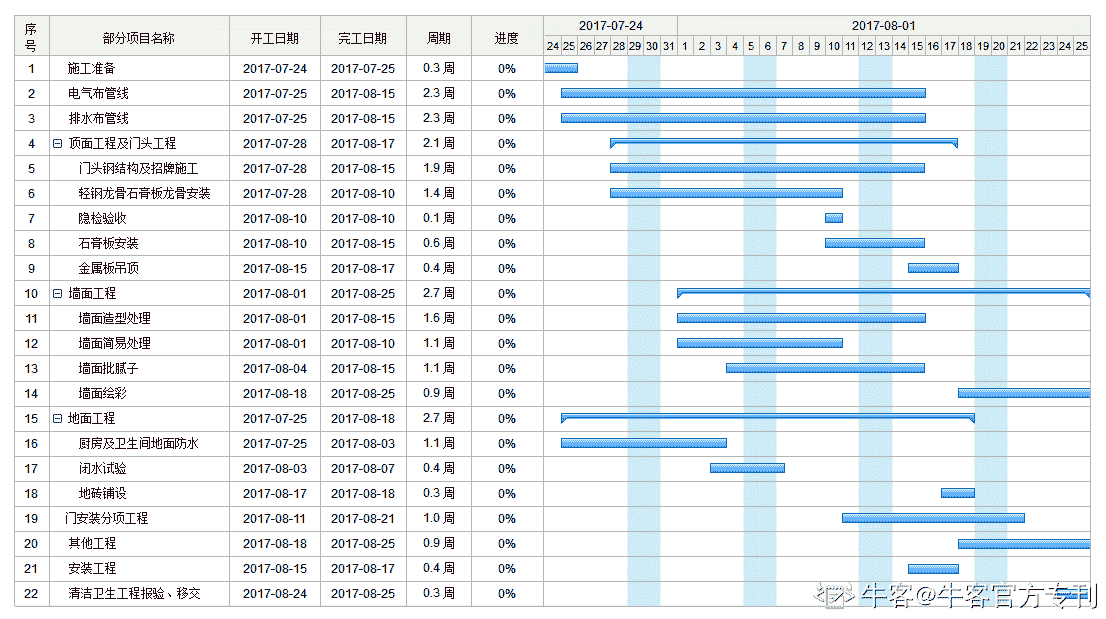 序号 部分项目名称 开工日期 完工日期 周期 进度 2017-07-24 2017-08-01
24 25 26 27 28 29 30 31 1 2 3 4 5 6 7 8 9 10 11 12 13 14 15 16 17 18 19 20 21 22 23 24 25
1 施工准备 2017-07-24 2017-07-25 0.3 周 0%
2 电气布管线 2017-07-25 2017-08-15 2.3 周 0%
3 排水布管线 2017-07-25 2017-08-15 2.3 周 0%
4 顶面工程及门头工程 2017-07-28 2017-08-17 2.1 周 0%
5 门头钢结构及招牌施工 2017-07-28 2017-08-15 1.9 周 0%
6 轻钢龙骨石膏板龙骨安装 2017-07-28 2017-08-10 1.4 周 0%
7 隐检验收 2017-08-10 2017-08-10 0.1 周 0%
8 石膏板安装 2017-08-10 2017-08-15 0.6 周 0%
9 金属板吊顶 2017-08-15 2017-08-17 0.4 周 0%
10 墙面工程 2017-08-01 2017-08-25 2.7 周 0%
11 墙面造型处理 2017-08-01 2017-08-15 1.6 周 0%
12 墙面简易处理 2017-08-01 2017-08-10 1.1 周 0%
13 墙面批腻子 2017-08-04 2017-08-15 1.1 周 0%
14 墙面绘彩 2017-08-18 2017-08-25 0.9 周 0%
15 地面工程 2017-07-25 2017-08-18 2.7 周 0%
16 厨房及卫生间地面防水 2017-07-25 2017-08-03 1.1 周 0%
17 闭水试验 2017-08-03 2017-08-07 0.4 周 0%
18 地砖铺设 2017-08-17 2017-08-18 0.3 周 0%
19 门安装分项工程 2017-08-11 2017-08-21 1.0 周 0%
20 其他工程 2017-08-18 2017-08-25 0.9 周 0%
21 安装工程 2017-08-15 2017-08-17 0.4 周 0%
22 清洁卫生工程报验、移交 2017-08-24 2017-08-25 0.3 周 0%
牛客@牛客官方专刊